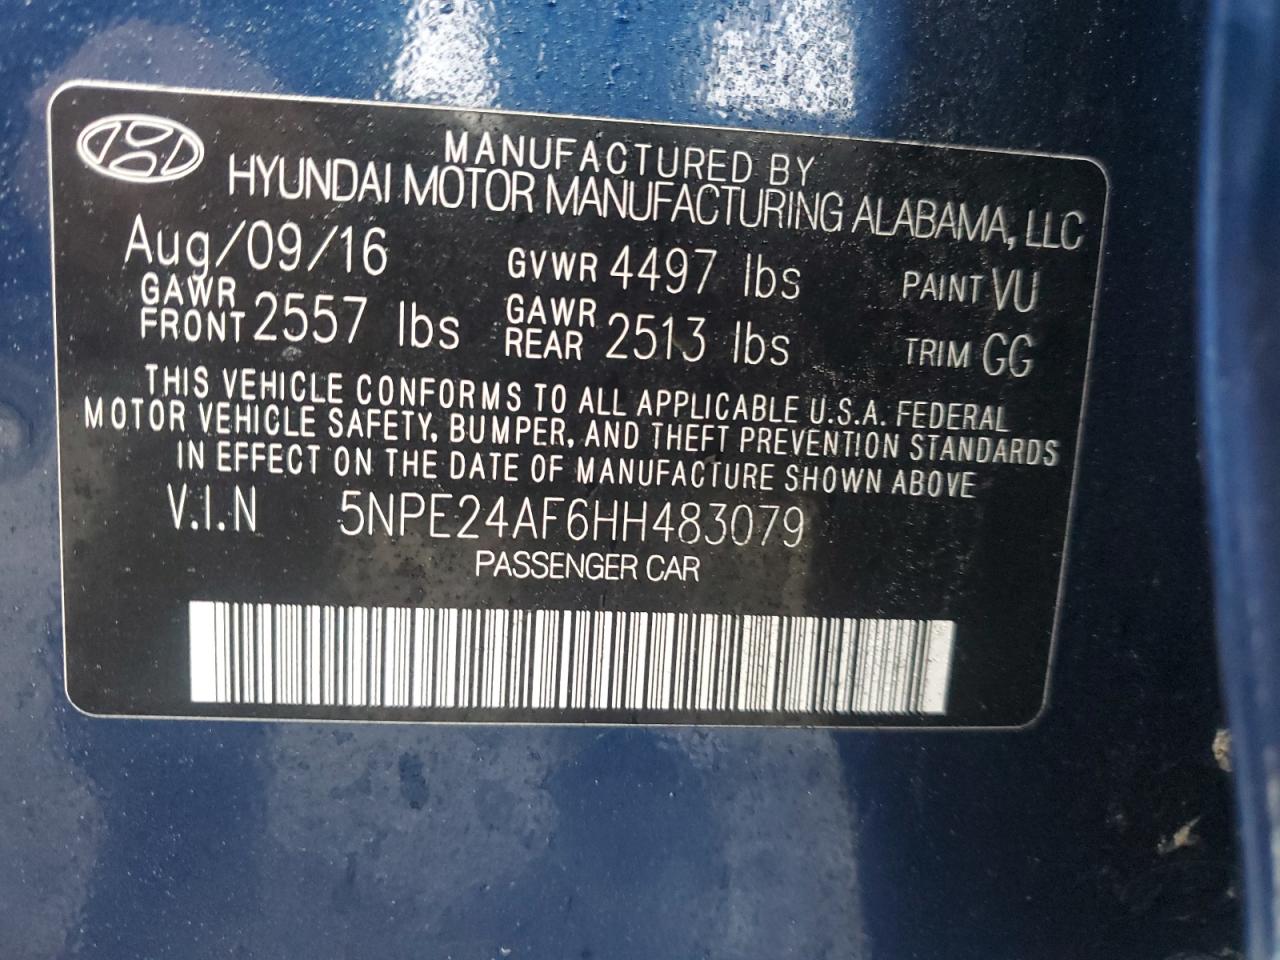 MANUFACTURED BY
HYUNDAI MOTOR MANUFACTURING ALABAMA, LLC
Aug/09/16 GVWR 4497 lbs PAINT VU
GAWR FRONT 2557 lbs GAWR REAR 2513 lbs TRIM GG
THIS VEHICLE CONFORMS TO ALL APPLICABLE U.S.A. FEDERAL
MOTOR VEHICLE SAFETY, BUMPER, AND THEFT PREVENTION STANDARDS
IN EFFECT ON THE DATE OF MANUFACTURE SHOWN ABOVE
V.I.N 5NPE24AF6HH483079
PASSENGER CAR